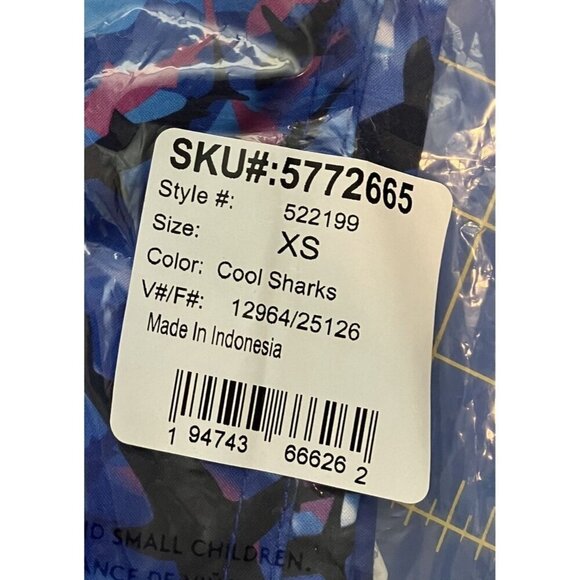 SKU#:5772665
Style #: 522199
Size: XS
Color: Cool Sharks
V#/F#: 12964/25126
Made In Indonesia
1 94743 66626 2
SMALL CHILDREN.